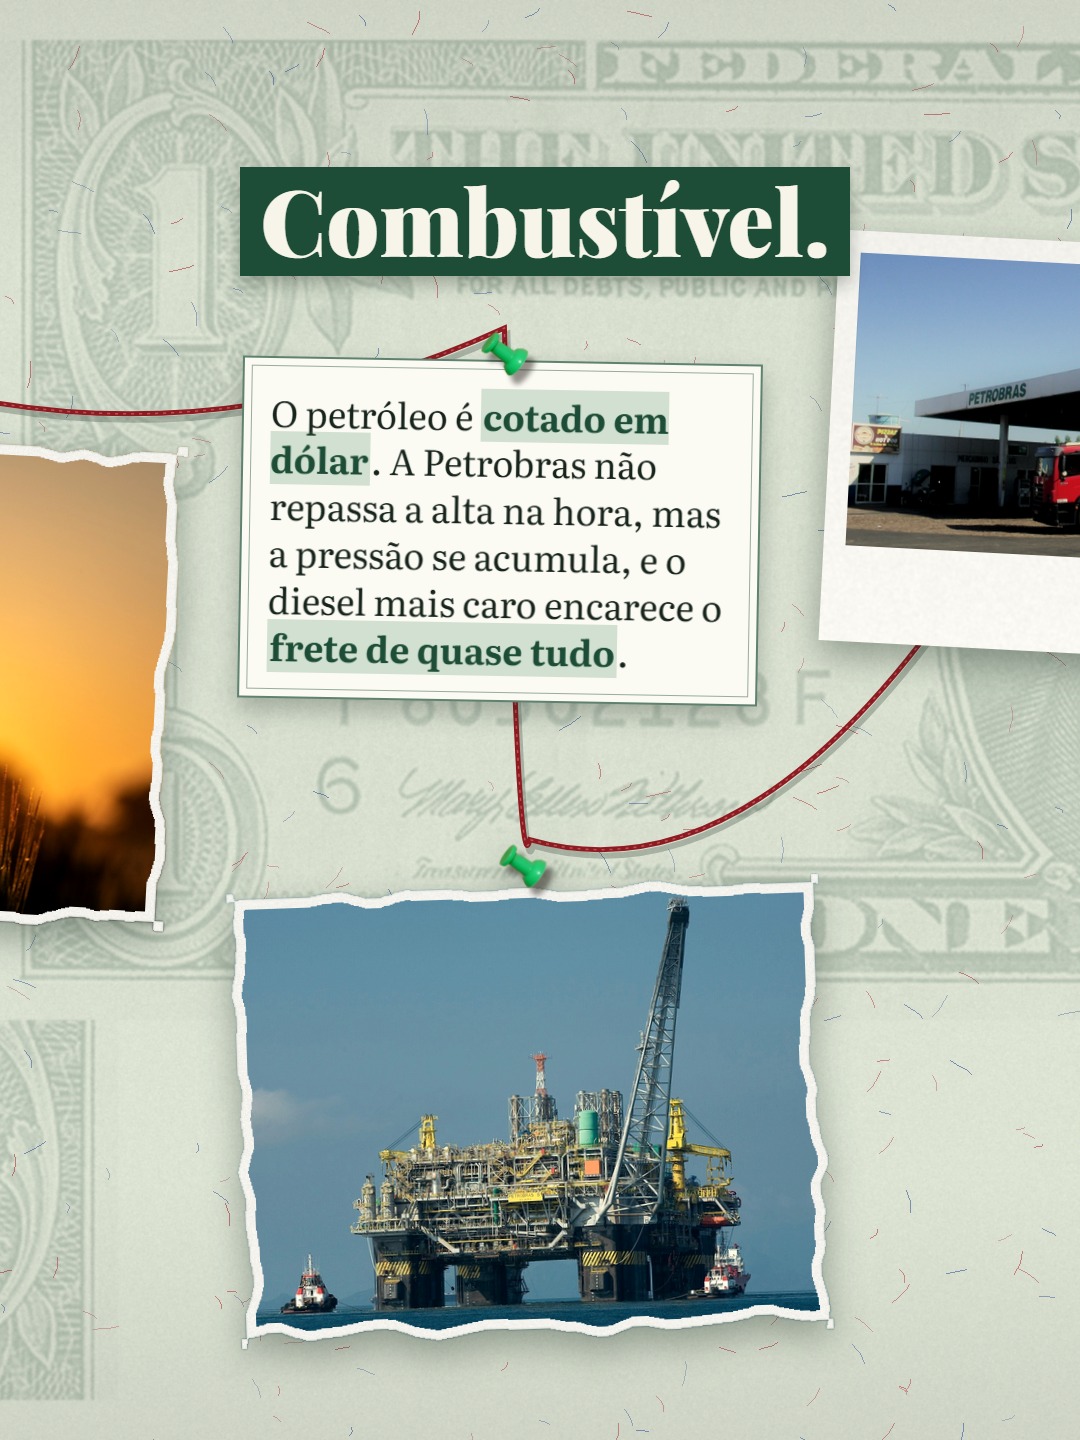 FEDERAL
THE UNITED S
Combustível.
FOR ALL DEBTS, PUBLIC AND
PETROBRAS
O petróleo é cotado em
dólar. A Petrobras não
repassa a alta na hora, mas
a pressão se acumula, e o
diesel mais caro encarece o
frete de quase tudo.
F
6
ONE